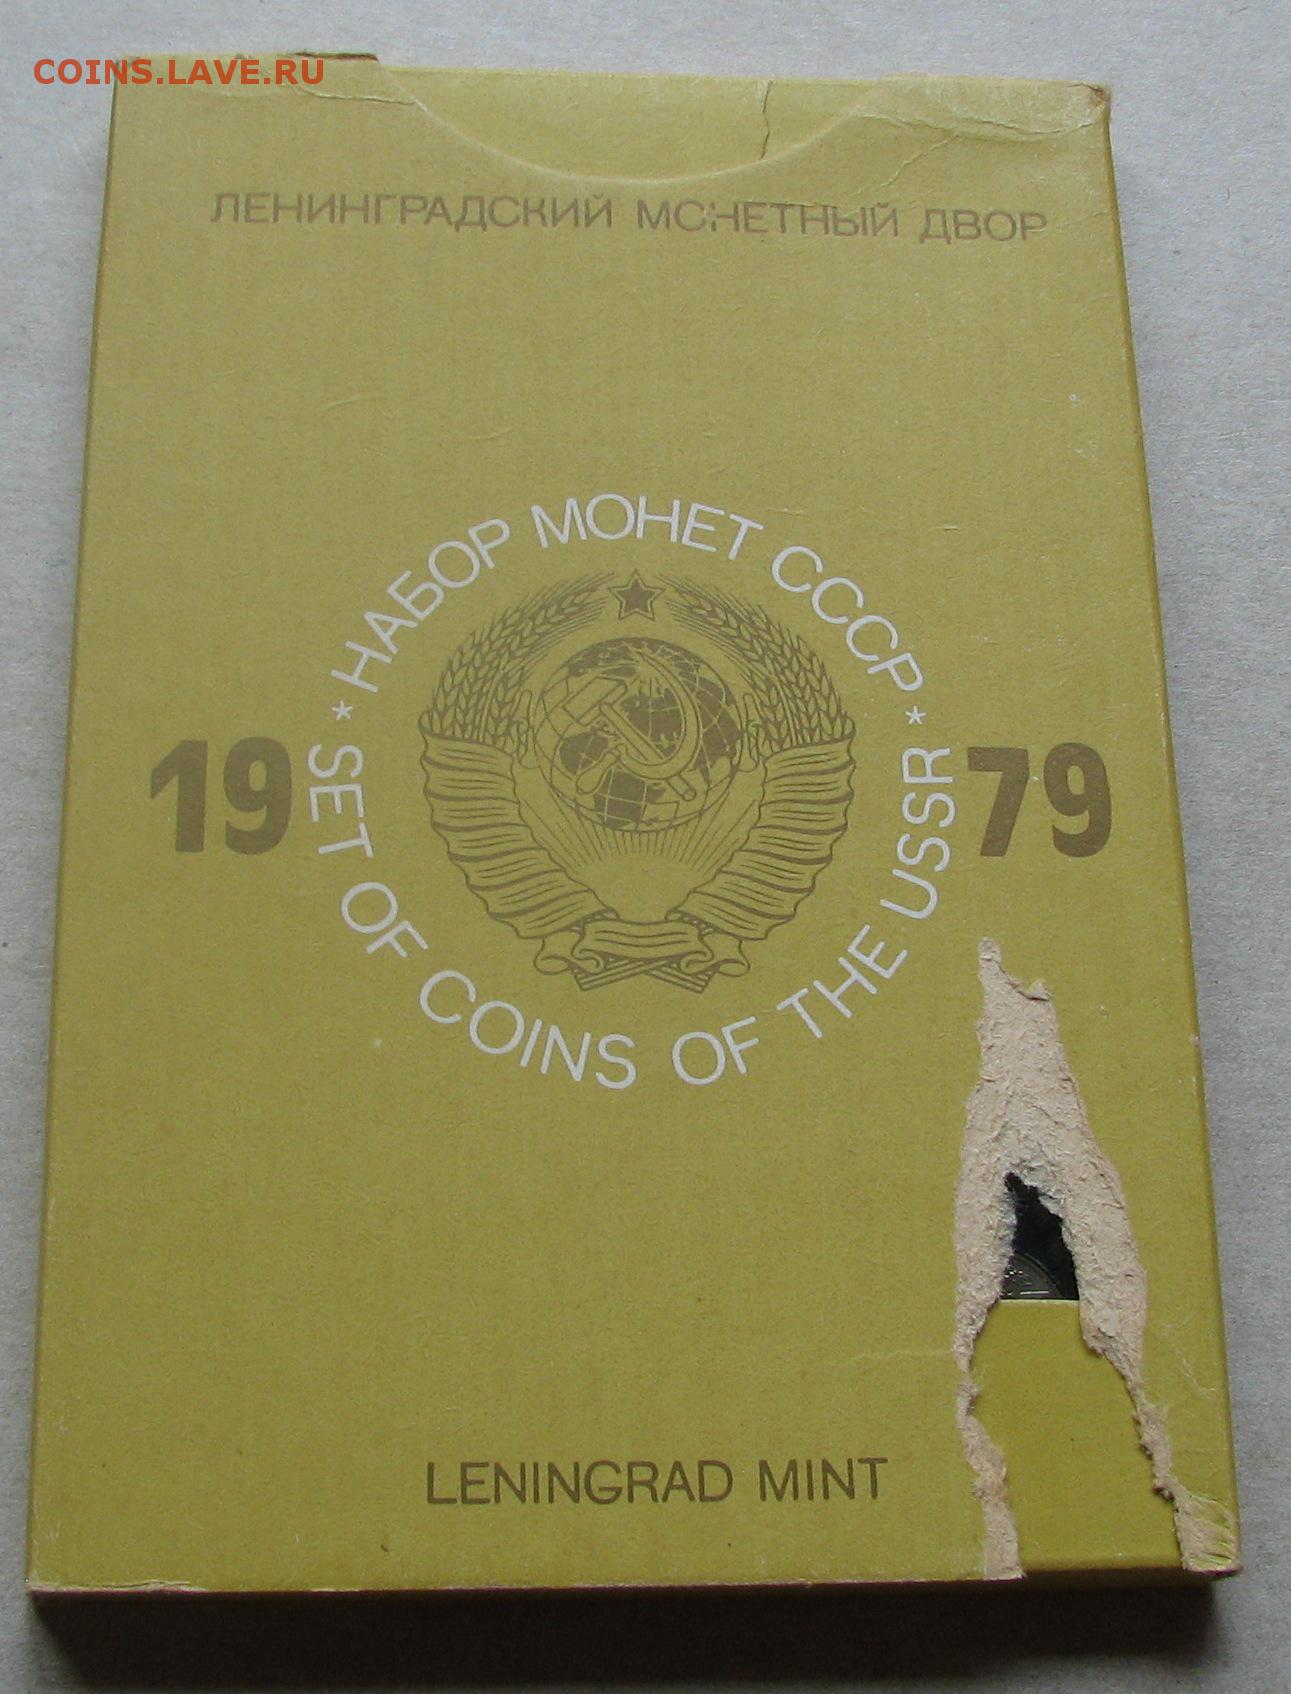 COINS.LAVE.RU
ЛЕНИНГРАДСКИЙ МОНЕТНЫЙ ДВОР
* НАБОР МОНЕТ СССР *
19 79
SET OF COINS OF THE USSR
LENINGRAD MINT